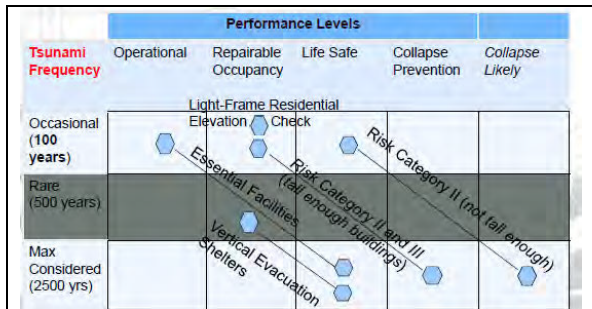 Performance Levels
Tsunami
Frequency
Operational
Repairable
Occupancy
Life Safe
Collapse
Prevention
Collapse
Likely
Occasional
(100
years)
Light-Frame Residential
Elevation Check
Rare
(500 years)
Max
Considered
(2500 yrs)
Essential Facilities
Vertical Evacuation
Shelters
Risk Category II and III
(tall enough buildings)
Risk Category II (not tall enough)